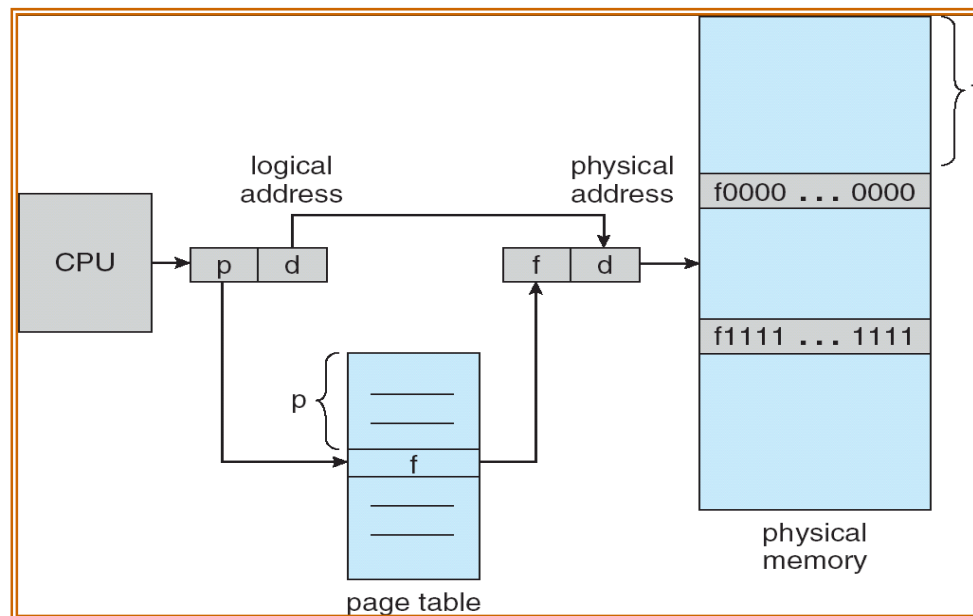 logical
address
physical
address
CPU
p
d
f
d
f0000 ... 0000
f1111 ... 1111
p
f
page table
physical
memory